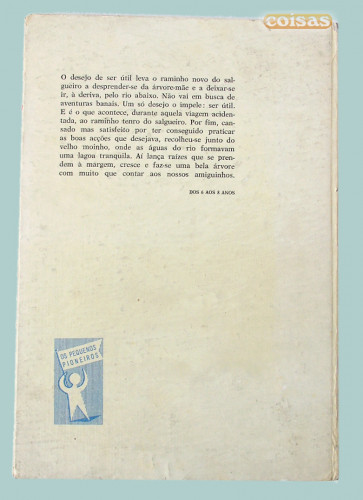 coisas
O desejo de ser útil leva o raminho novo do sal-
gueiro a desprender-se da árvore-mãe e a deixar-se
ir, à deriva, pelo rio abaixo. Não vai em busca de
aventuras banais. Um só desejo o impele: ser útil.
E é o que acontece, durante aquela viagem aciden-
tada, ao raminho tenro do salgueiro. Por fim, can-
sado mas satisfeito por ter conseguido praticar
as boas acções que desejava, recolheu-se junto do
velho moinho, onde as águas do rio formavam
uma lagoa tranquila. Aí lança raízes que se pren-
dem à margem, cresce e faz-se uma bela árvore
com muito que contar aos nossos amiguinhos.
DOS 6 AOS 8 ANOS
OS PEQUENOS
PIONEIROS